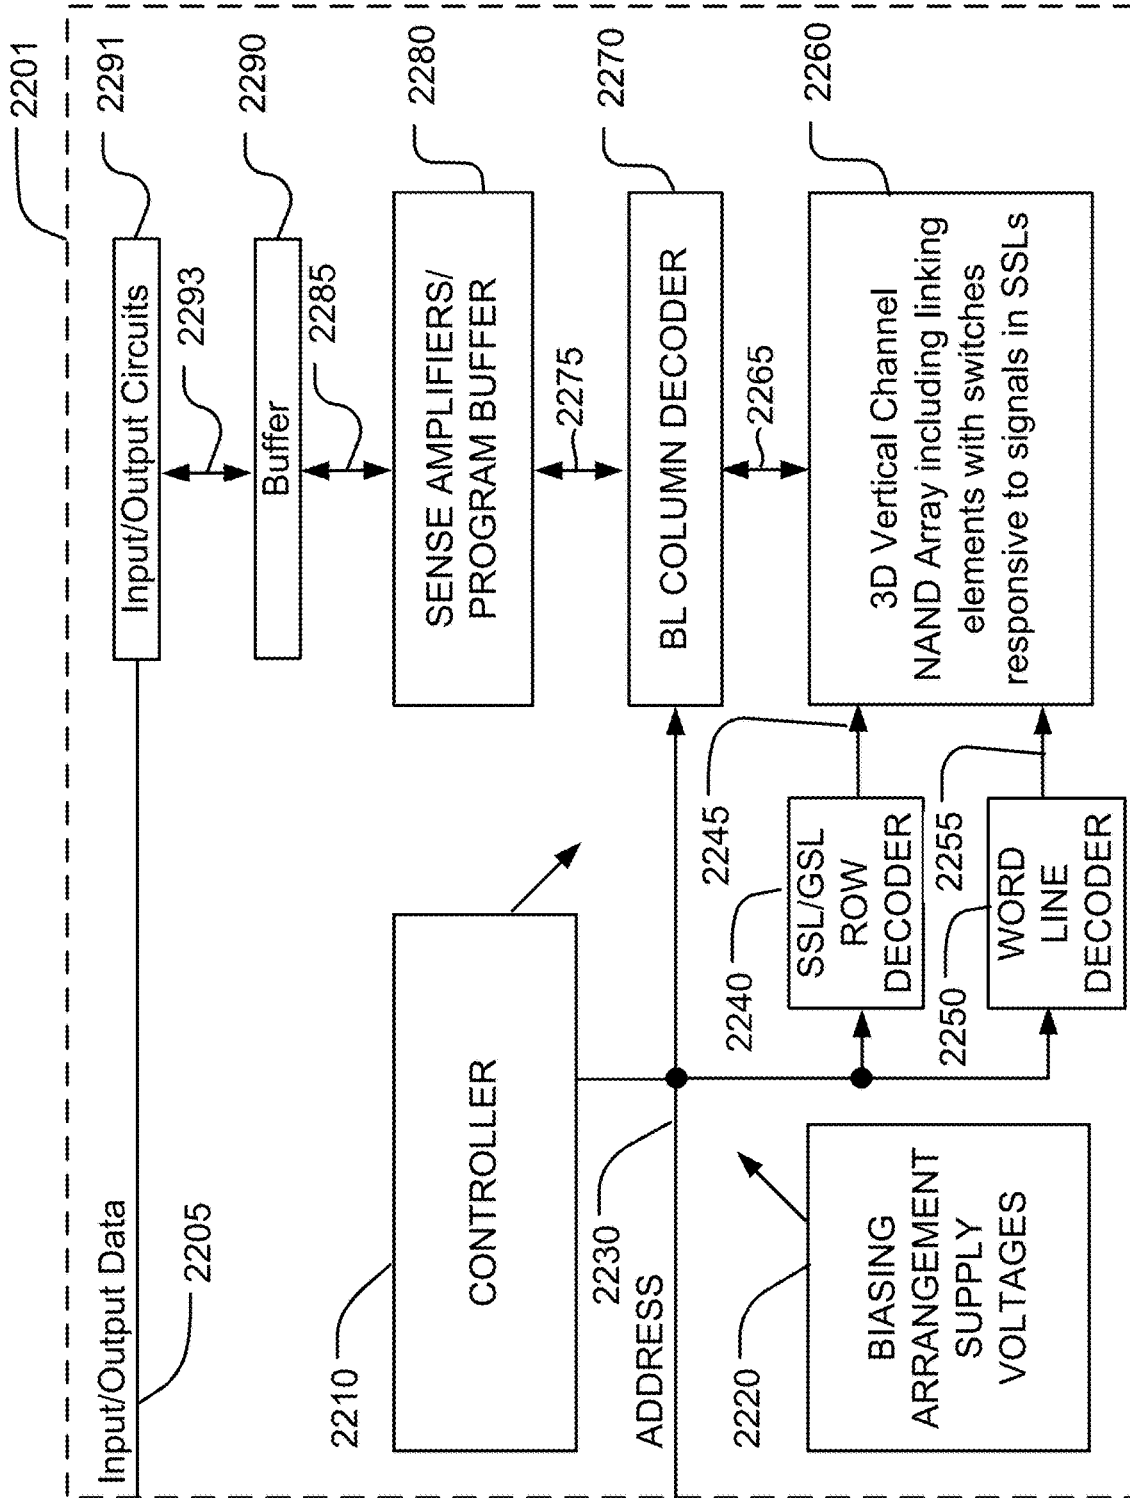 2201
Input/Output Data
2205
Input/Output Circuits
2291
2293
Buffer
2290
2285
2210
CONTROLLER
SENSE AMPLIFIERS/
PROGRAM BUFFER
2280
2275
ADDRESS
2230
BL COLUMN DECODER
2270
2265
2220
BIASING
ARRANGEMENT
SUPPLY
VOLTAGES
2240
SSL/GSL
ROW
DECODER
2245
2250
WORD
LINE
DECODER
2255
3D Vertical Channel
NAND Array including linking
elements with switches
responsive to signals in SSLs
2260